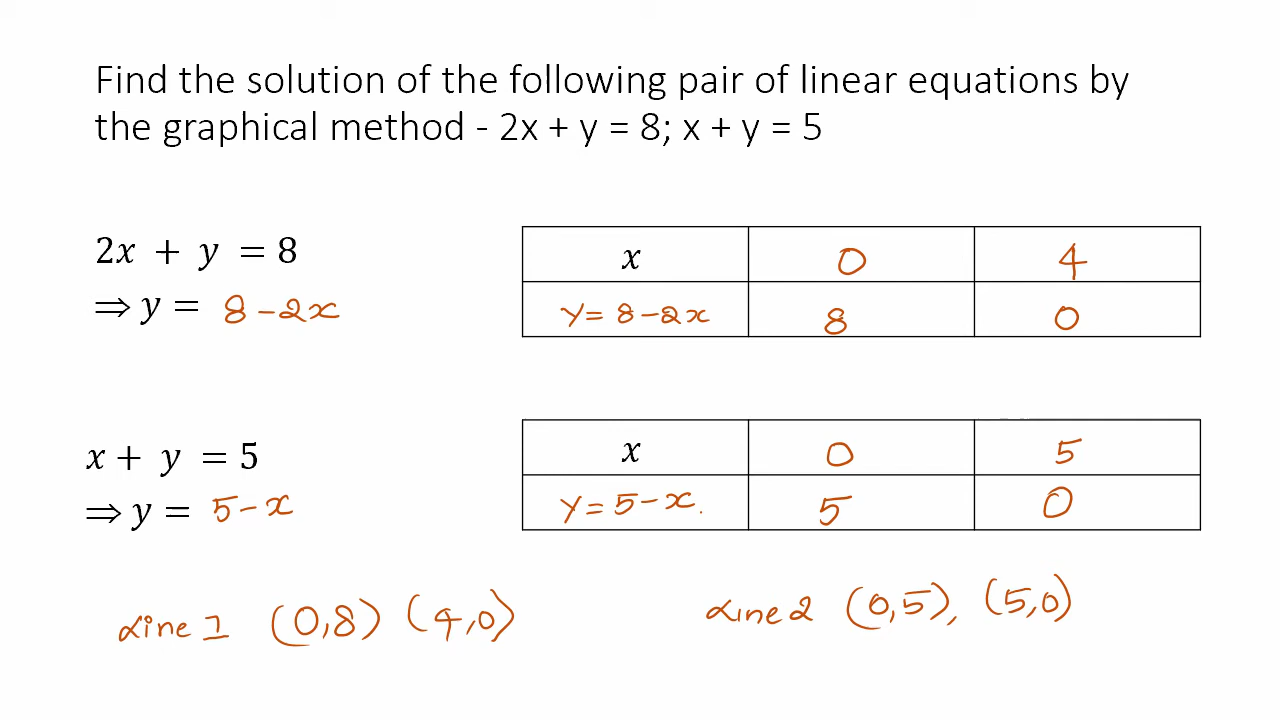 Find the solution of the following pair of linear equations by
the graphical method - 2x + y = 8; x + y = 5
2x + y = 8
⇒ y = 8 - 2x
x 0 4
y = 8 - 2x 8 0
x + y = 5
⇒ y = 5 - x
x 0 5
y = 5 - x. 5 0
Line 1 (0,8) (4,0)
Line 2 (0,5), (5,0)